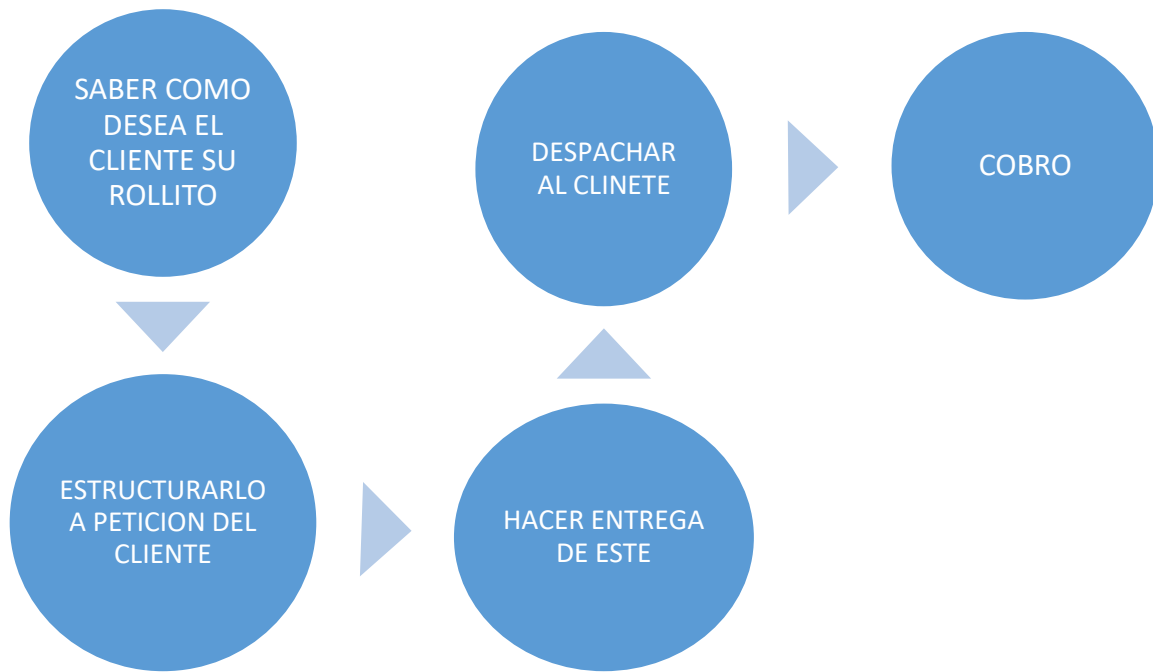 SABER COMO
DESEA EL
CLIENTE SU
ROLLITO
ESTRUCTURARLO
A PETICION DEL
CLIENTE
HACER ENTREGA
DE ESTE
DESPACHAR
AL CLINETE
COBRO